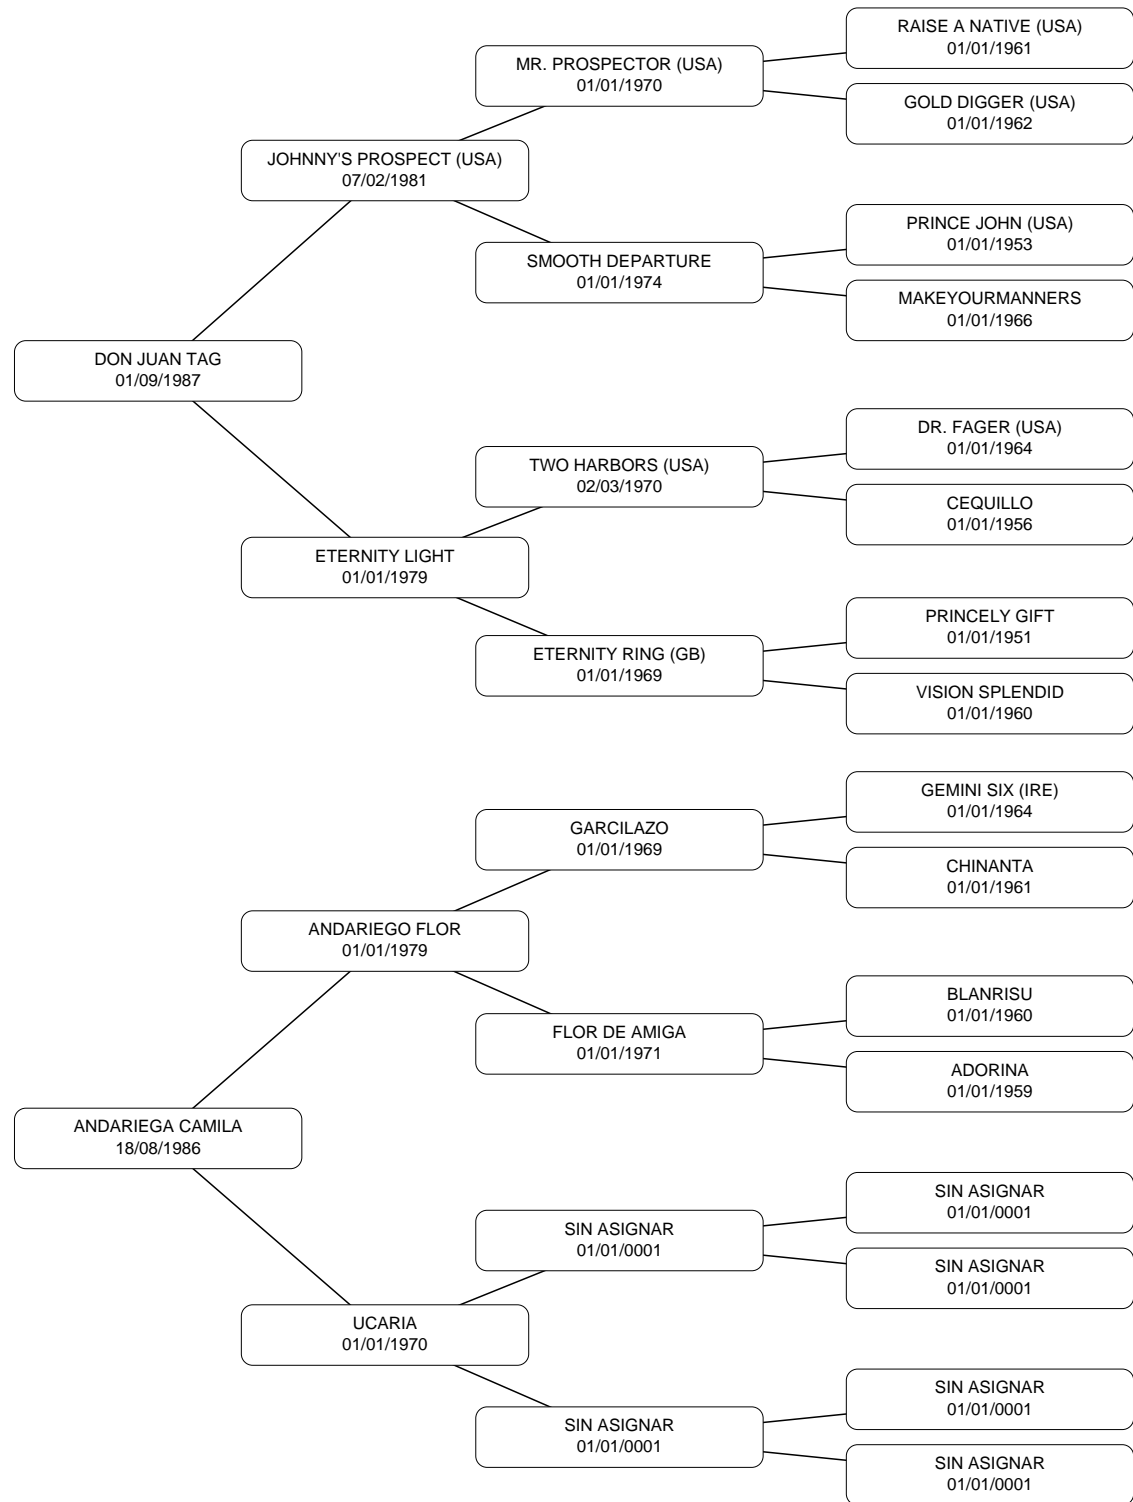 RAISE A NATIVE (USA)
01/01/1961
MR. PROSPECTOR (USA)
01/01/1970
GOLD DIGGER (USA)
01/01/1962
JOHNNY'S PROSPECT (USA)
07/02/1981
PRINCE JOHN (USA)
01/01/1953
SMOOTH DEPARTURE
01/01/1974
MAKEYOURMANNERS
01/01/1966
DON JUAN TAG
01/09/1987
DR. FAGER (USA)
01/01/1964
TWO HARBORS (USA)
02/03/1970
CEQUILLO
01/01/1956
ETERNITY LIGHT
01/01/1979
PRINCELY GIFT
01/01/1951
ETERNITY RING (GB)
01/01/1969
VISION SPLENDID
01/01/1960
GEMINI SIX (IRE)
01/01/1964
GARCILAZO
01/01/1969
CHINANTA
01/01/1961
ANDARIEGO FLOR
01/01/1979
BLANRISU
01/01/1960
FLOR DE AMIGA
01/01/1971
ADORINA
01/01/1959
ANDARIEGA CAMILA
18/08/1986
SIN ASIGNAR
01/01/0001
SIN ASIGNAR
01/01/0001
SIN ASIGNAR
01/01/0001
UCARIA
01/01/1970
SIN ASIGNAR
01/01/0001
SIN ASIGNAR
01/01/0001
SIN ASIGNAR
01/01/0001